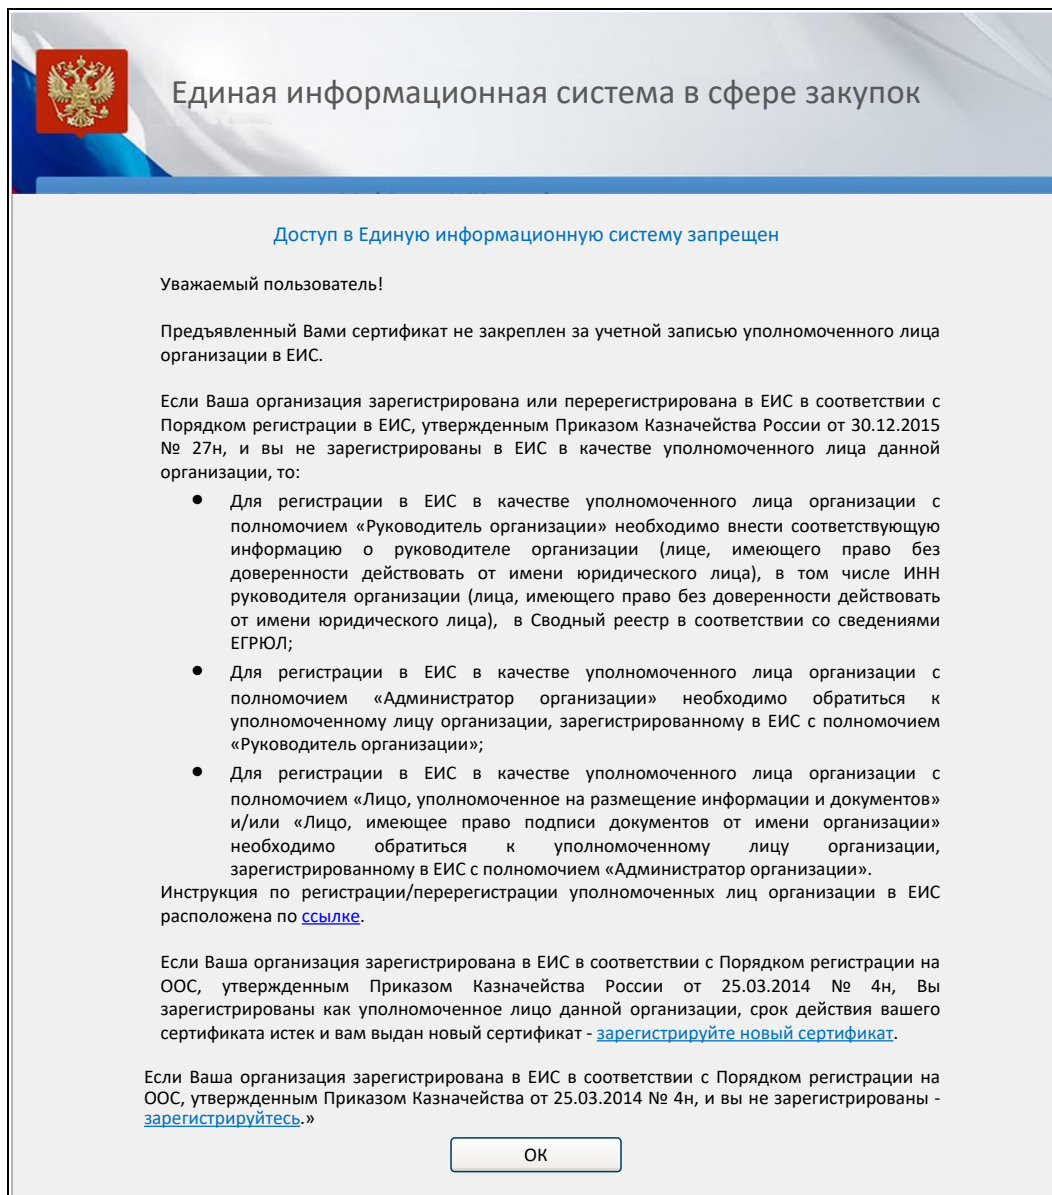 Единая информационная система в сфере закупок
Доступ в Единую информационную систему запрещен
Уважаемый пользователь!
Предъявленный Вами сертификат не закреплен за учетной записью уполномоченного лица
организации в ЕИС.
Если Ваша организация зарегистрирована или перерегистрирована в ЕИС в соответствии с
Порядком регистрации в ЕИС, утвержденным Приказом Казначейства России от 30.12.2015
№ 27н, и вы не зарегистрированы в ЕИС в качестве уполномоченного лица данной
организации, то:
● Для регистрации в ЕИС в качестве уполномоченного лица организации с
полномочием «Руководитель организации» необходимо внести соответствующую
информацию о руководителе организации (лице, имеющего право без
доверенности действовать от имени юридического лица), в том числе ИНН
руководителя организации (лица, имеющего право без доверенности действовать
от имени юридического лица), в Сводный реестр в соответствии со сведениями
ЕГРЮЛ;
● Для регистрации в ЕИС в качестве уполномоченного лица организации с
полномочием «Администратор организации» необходимо обратиться к
уполномоченному лицу организации, зарегистрированному в ЕИС с полномочием
«Руководитель организации»;
● Для регистрации в ЕИС в качестве уполномоченного лица организации с
полномочием «Лицо, уполномоченное на размещение информации и документов»
и/или «Лицо, имеющее право подписи документов от имени организации»
необходимо обратиться к уполномоченному лицу организации,
зарегистрированному в ЕИС с полномочием «Администратор организации».
Инструкция по регистрации/перерегистрации уполномоченных лиц организации в ЕИС
расположена по ссылке.
Если Ваша организация зарегистрирована в ЕИС в соответствии с Порядком регистрации на
ООС, утвержденным Приказом Казначейства России от 25.03.2014 № 4н, Вы
зарегистрированы как уполномоченное лицо данной организации, срок действия вашего
сертификата истек и вам выдан новый сертификат - зарегистрируйте новый сертификат.
Если Ваша организация зарегистрирована в ЕИС в соответствии с Порядком регистрации на
ООС, утвержденным Приказом Казначейства от 25.03.2014 № 4н, и вы не зарегистрированы -
зарегистрируйтесь.»
ОК